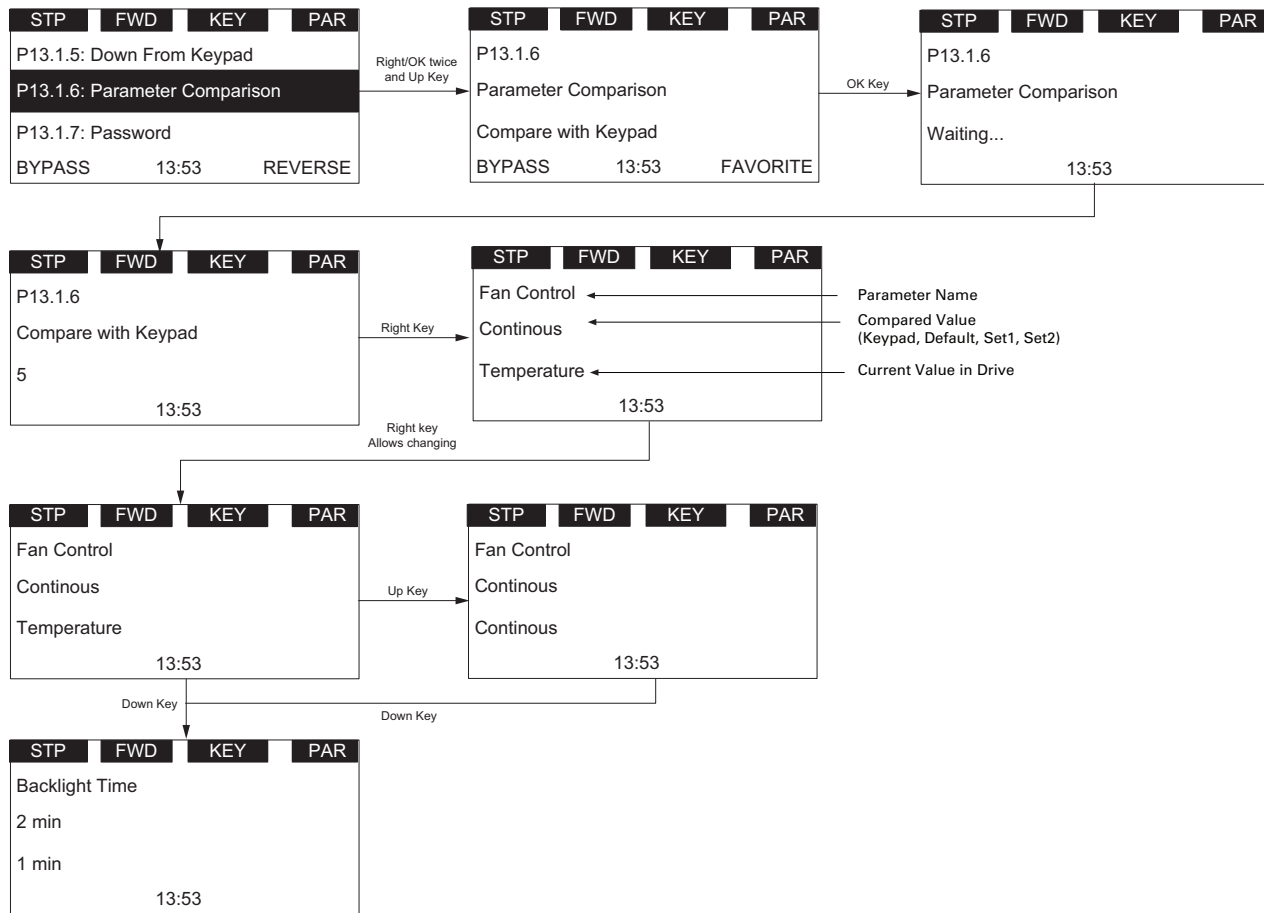 STP FWD KEY PAR
P13.1.5: Down From Keypad
P13.1.6: Parameter Comparison
P13.1.7: Password
BYPASS 13:53 REVERSE
Right/OK twice
and Up Key
STP FWD KEY PAR
P13.1.6
Parameter Comparison
Compare with Keypad
BYPASS 13:53 FAVORITE
OK Key
STP FWD KEY PAR
P13.1.6
Parameter Comparison
Waiting...
13:53
STP FWD KEY PAR
P13.1.6
Compare with Keypad
5
13:53
Right Key
STP FWD KEY PAR
Fan Control
Continous
Temperature
13:53
Parameter Name
Compared Value
(Keypad, Default, Set1, Set2)
Current Value in Drive
Right key
Allows changing
STP FWD KEY PAR
Fan Control
Continous
Temperature
13:53
Up Key
STP FWD KEY PAR
Fan Control
Continous
Continous
13:53
Down Key
Down Key
STP FWD KEY PAR
Backlight Time
2 min
1 min
13:53